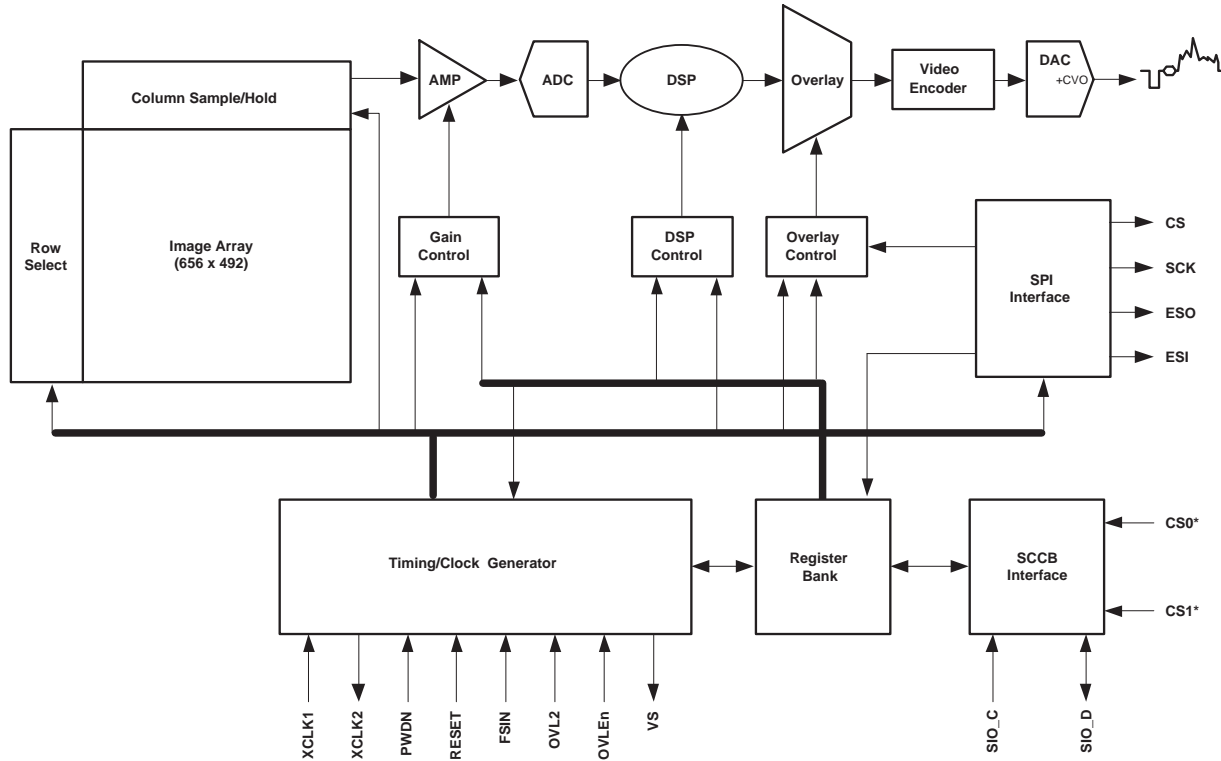 Column Sample/Hold
AMP
ADC
DSP
Overlay
Video
Encoder
DAC
+CVO
Row
Select
Image Array
(656 x 492)
Gain
Control
DSP
Control
Overlay
Control
SPI
Interface
CS
SCK
ESO
ESI
Timing/Clock Generator
Register
Bank
SCCB
Interface
CS0*
CS1*
XCLK1
XCLK2
PWDN
RESET
FSIN
OVL2
OVLEn
VS
SIO_C
SIO_D